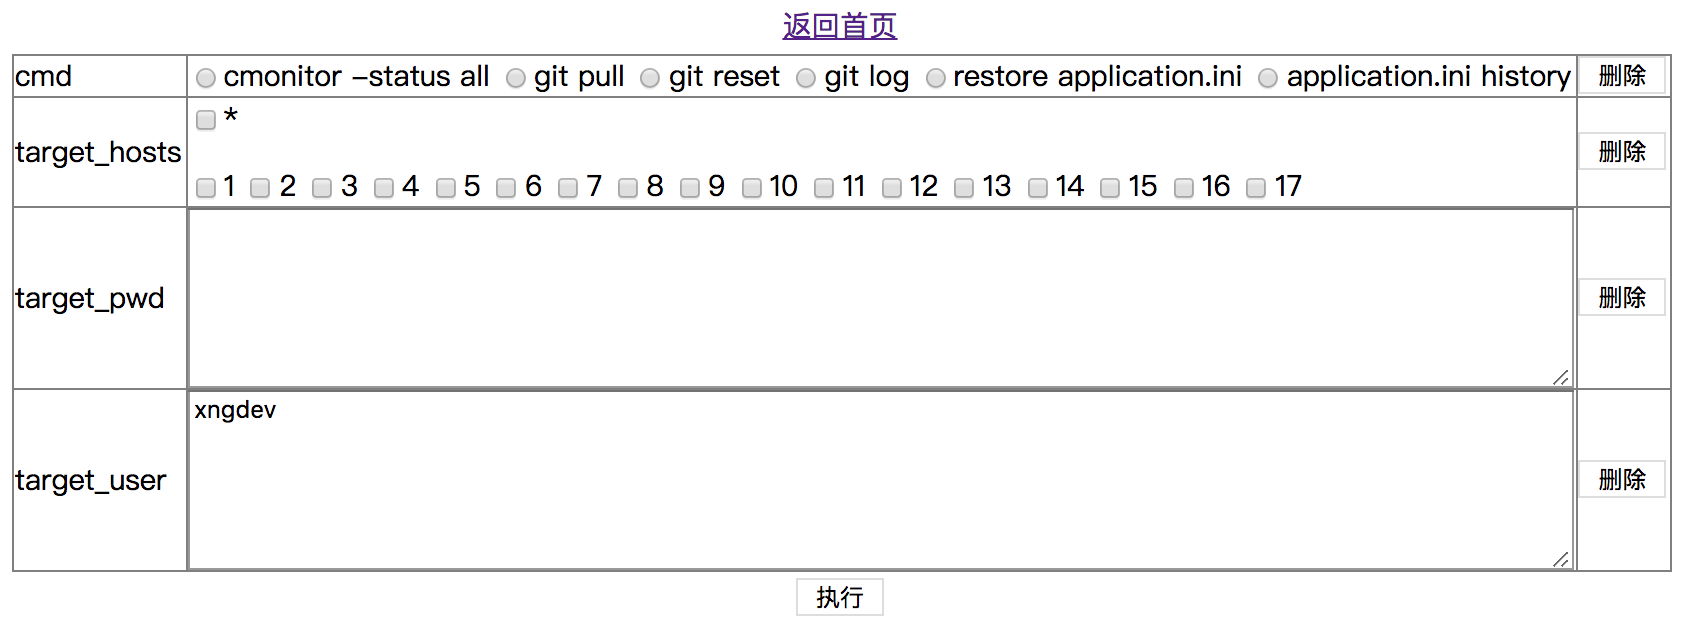 返回首页
cmd cmonitor -status all git pull git reset git log restore application.ini application.ini history 删除
target_hosts * 删除
1 2 3 4 5 6 7 8 9 10 11 12 13 14 15 16 17
target_pwd 删除
xngdev
target_user 删除
执行